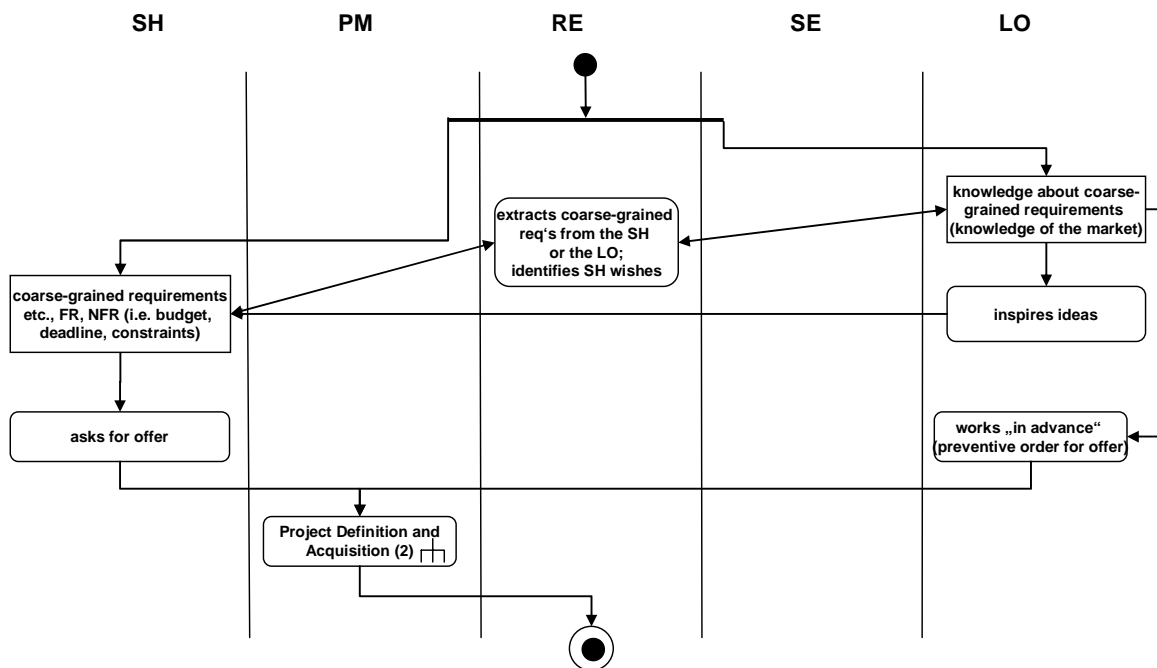 SH
PM
RE
SE
LO
extracts coarse-grained
req‘s from the SH
or the LO;
identifies SH wishes
knowledge about coarse-
grained requirements
(knowledge of the market)
coarse-grained requirements
etc., FR, NFR (i.e. budget,
deadline, constraints)
inspires ideas
asks for offer
works „in advance“
(preventive order for offer)
Project Definition and
Acquisition (2)